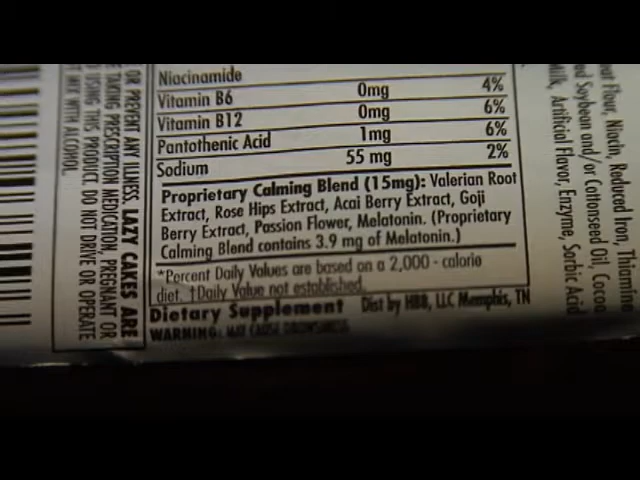 Niacinamide
Vitamin B6 0mg 4%
Vitamin B12 0mg 6%
Pantothenic Acid 1mg 6%
Sodium 55 mg 2%
Proprietary Calming Blend (15mg): Valerian Root
Extract, Rose Hips Extract, Acai Berry Extract, Goji
Berry Extract, Passion Flower, Melatonin. (Proprietary
Calming Blend contains 3.9 mg of Melatonin.)
*Percent Daily Values are based on a 2,000 - calorie
diet. †Daily Value not established.
Dietary Supplement Dist by HBB, LLC Memphis, TN
WARNING: MAY CAUSE DROWSINESS
OR PREVENT ANY ILLNESS. LAZY CAKES ARE
TAKING PRESCRIPTION MEDICATION, PREGNANT OR
USING THIS PRODUCT. DO NOT DRIVE OR OPERATE
MIX WITH ALCOHOL.
Flour, Niacin, Reduced Iron, Thiamine
Soybean and/or Cottonseed Oil, Cocoa
Milk, Artificial Flavor, Enzyme, Sorbic Acid